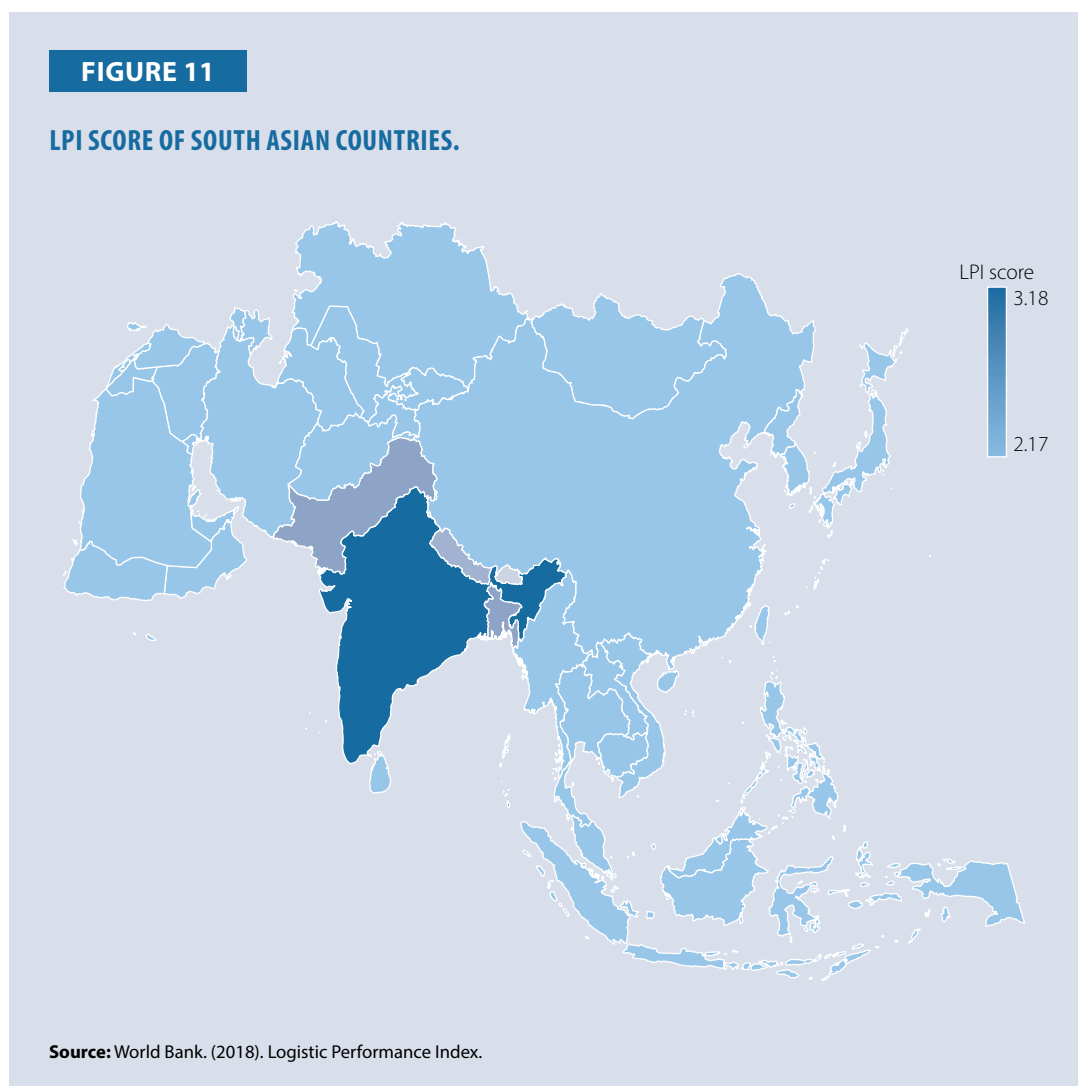 FIGURE 11
LPI SCORE OF SOUTH ASIAN COUNTRIES.
LPI score
3.18
2.17
Source: World Bank. (2018). Logistic Performance Index.